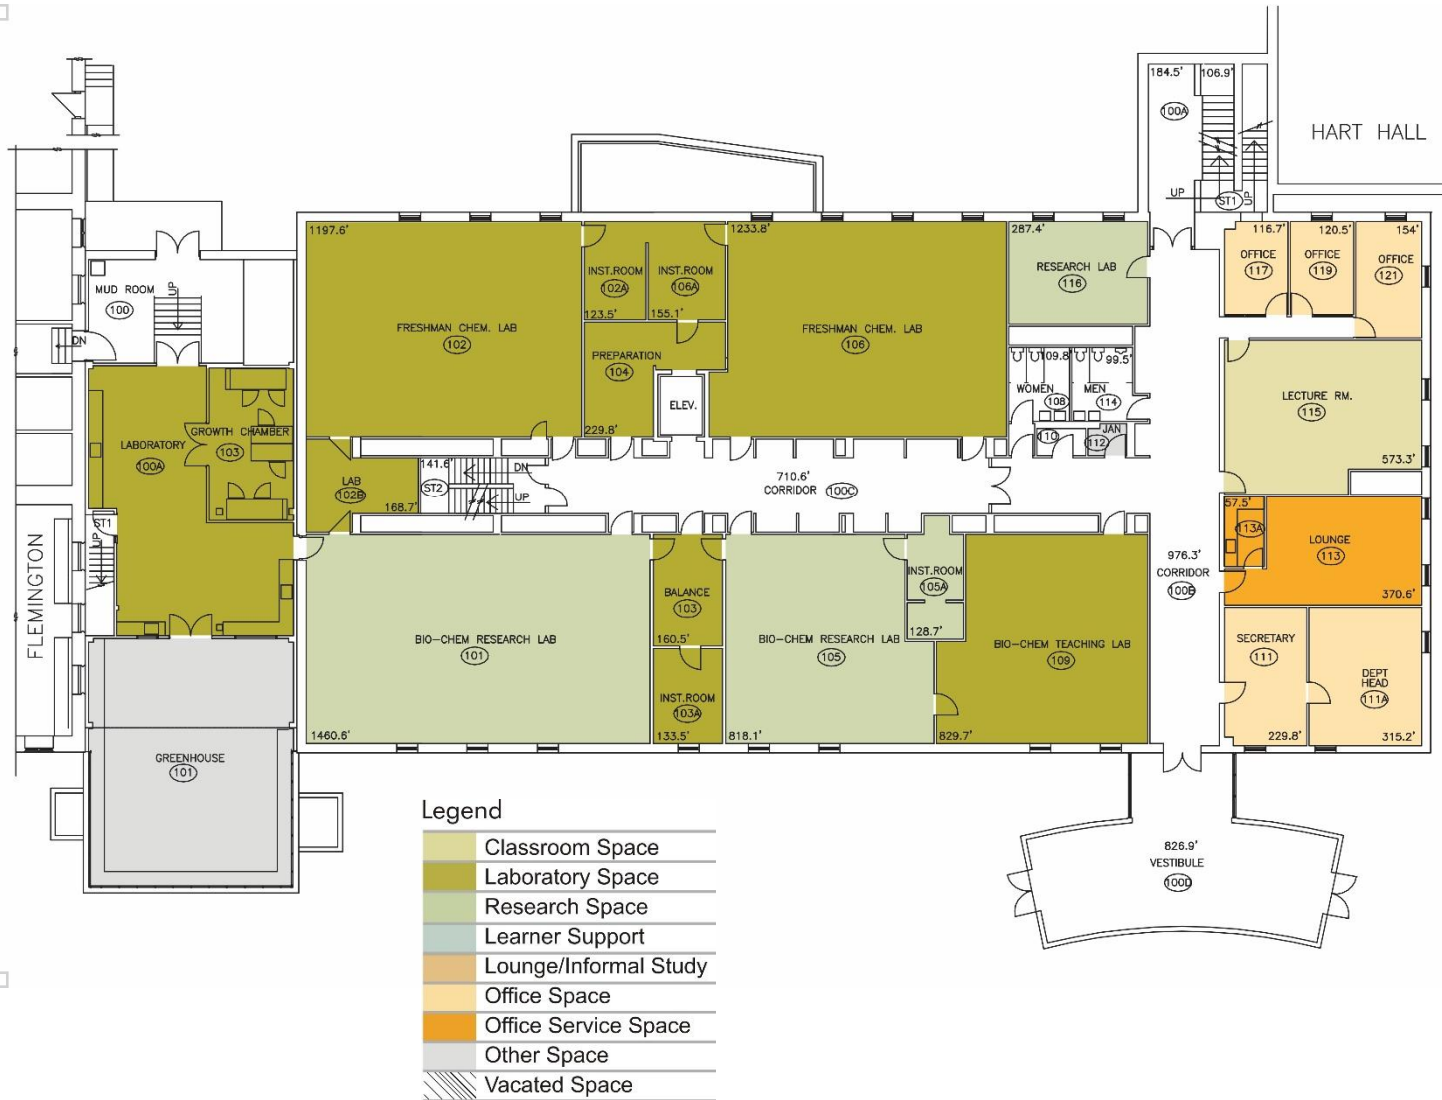 184.5'
106.9'
100A
HART HALL
UP
ST1
UP
1197.6'
1233.8'
287.4'
116.7'
120.5'
154'
RESEARCH LAB
116
OFFICE
117
OFFICE
119
OFFICE
121
MUD ROOM
100
UP
DN
INST.ROOM
102A
123.5'
INST.ROOM
106A
155.1'
FRESHMAN CHEM. LAB
102
FRESHMAN CHEM. LAB
106
PREPARATION
104
229.8'
ELEV.
109.8'
99.5'
WOMEN
108
MEN
114
110
JAN
112
LECTURE RM.
115
573.3'
LABORATORY
100A
GROWTH CHAMBER
103
LAB
102B
168.7'
141.6'
ST2
DN
UP
710.6'
CORRIDOR 100C
57.5'
113A
LOUNGE
113
370.6'
ST1
UP
FLEMINGTON
976.3'
CORRIDOR
100B
INST.ROOM
105A
128.7'
BALANCE
103
160.5'
BIO-CHEM RESEARCH LAB
101
1460.6'
BIO-CHEM RESEARCH LAB
105
818.1'
BIO-CHEM TEACHING LAB
109
829.7'
INST.ROOM
103A
133.5'
SECRETARY
111
229.8'
DEPT
HEAD
111A
315.2'
GREENHOUSE
101
826.9'
VESTIBULE
100D
Legend
Classroom Space
Laboratory Space
Research Space
Learner Support
Lounge/Informal Study
Office Space
Office Service Space
Other Space
Vacated Space